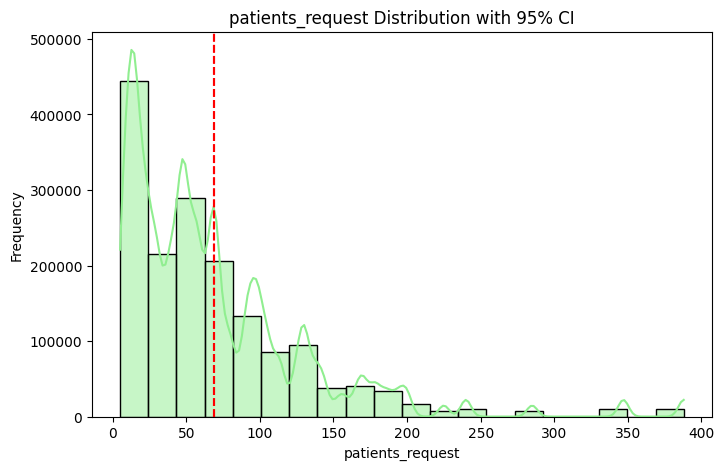 patients_request Distribution with 95% CI
500000
400000
300000
200000
100000
0
Frequency
0 50 100 150 200 250 300 350 400
patients_request